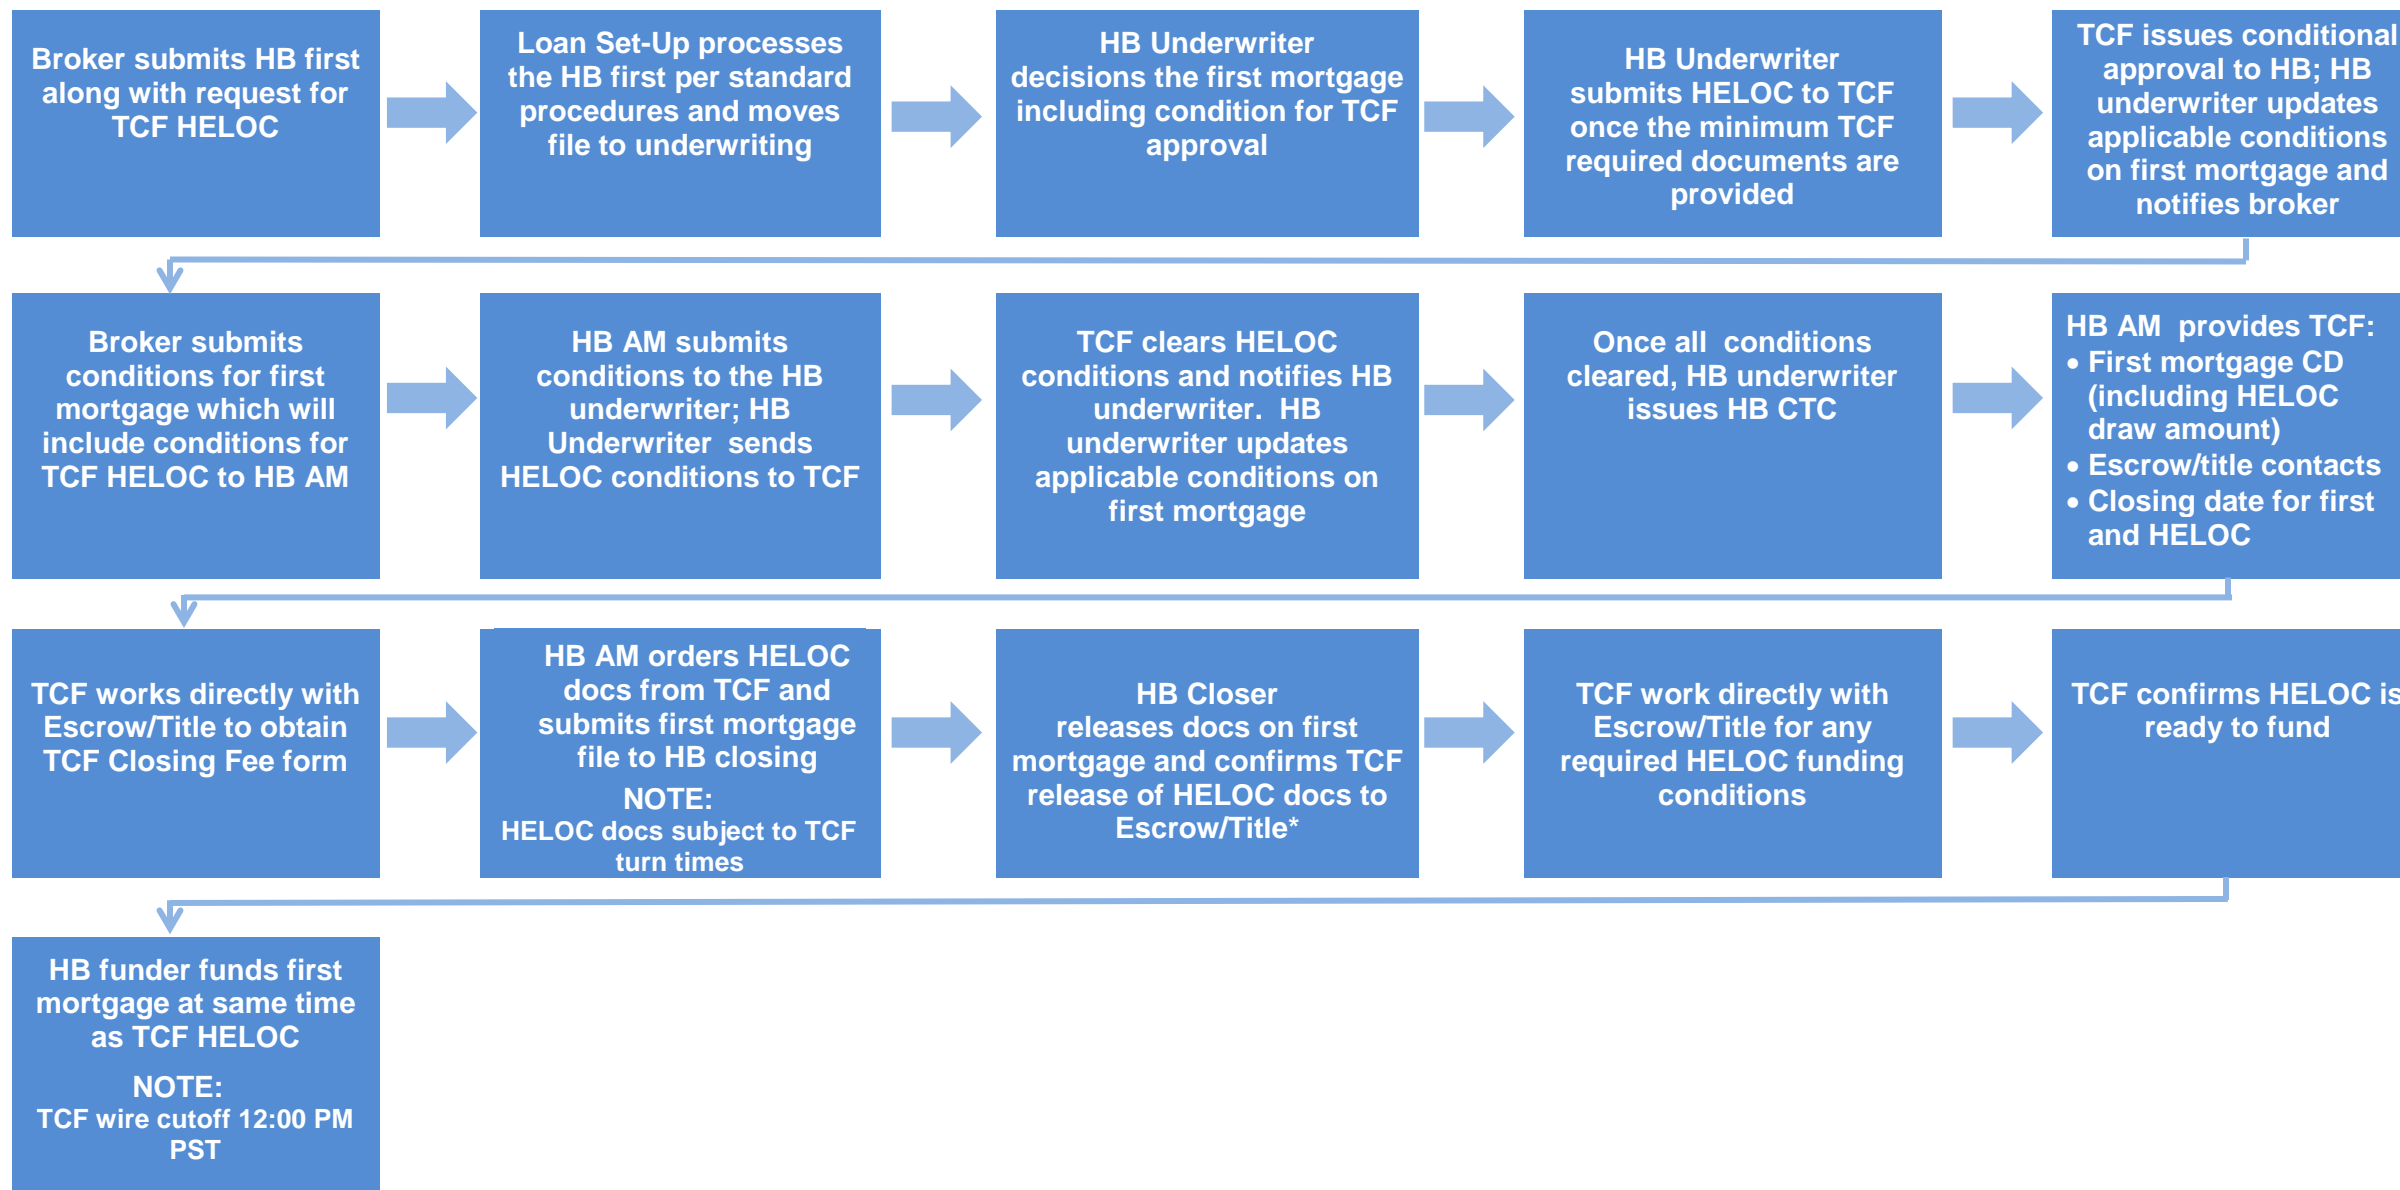 Broker submits HB first
along with request for
TCF HELOC
Loan Set-Up processes
the HB first per standard
procedures and moves
file to underwriting
HB Underwriter
decisions the first mortgage
including condition for TCF
approval
HB Underwriter
submits HELOC to TCF
once the minimum TCF
required documents are
provided
TCF issues conditional
approval to HB; HB
underwriter updates
applicable conditions
on first mortgage and
notifies broker
Broker submits
conditions for first
mortgage which will
include conditions for
TCF HELOC to HB AM
HB AM submits
conditions to the HB
underwriter; HB
Underwriter sends
HELOC conditions to TCF
TCF clears HELOC
conditions and notifies HB
underwriter. HB
underwriter updates
applicable conditions on
first mortgage
Once all conditions
cleared, HB underwriter
issues HB CTC
HB AM provides TCF:
• First mortgage CD
(including HELOC
draw amount)
• Escrow/title contacts
• Closing date for first
and HELOC
TCF works directly with
Escrow/Title to obtain
TCF Closing Fee form
HB AM orders HELOC
docs from TCF and
submits first mortgage
file to HB closing
NOTE:
HELOC docs subject to TCF
turn times
HB Closer
releases docs on first
mortgage and confirms TCF
release of HELOC docs to
Escrow/Title*
TCF work directly with
Escrow/Title for any
required HELOC funding
conditions
TCF confirms HELOC is
ready to fund
HB funder funds first
mortgage at same time
as TCF HELOC
NOTE:
TCF wire cutoff 12:00 PM
PST